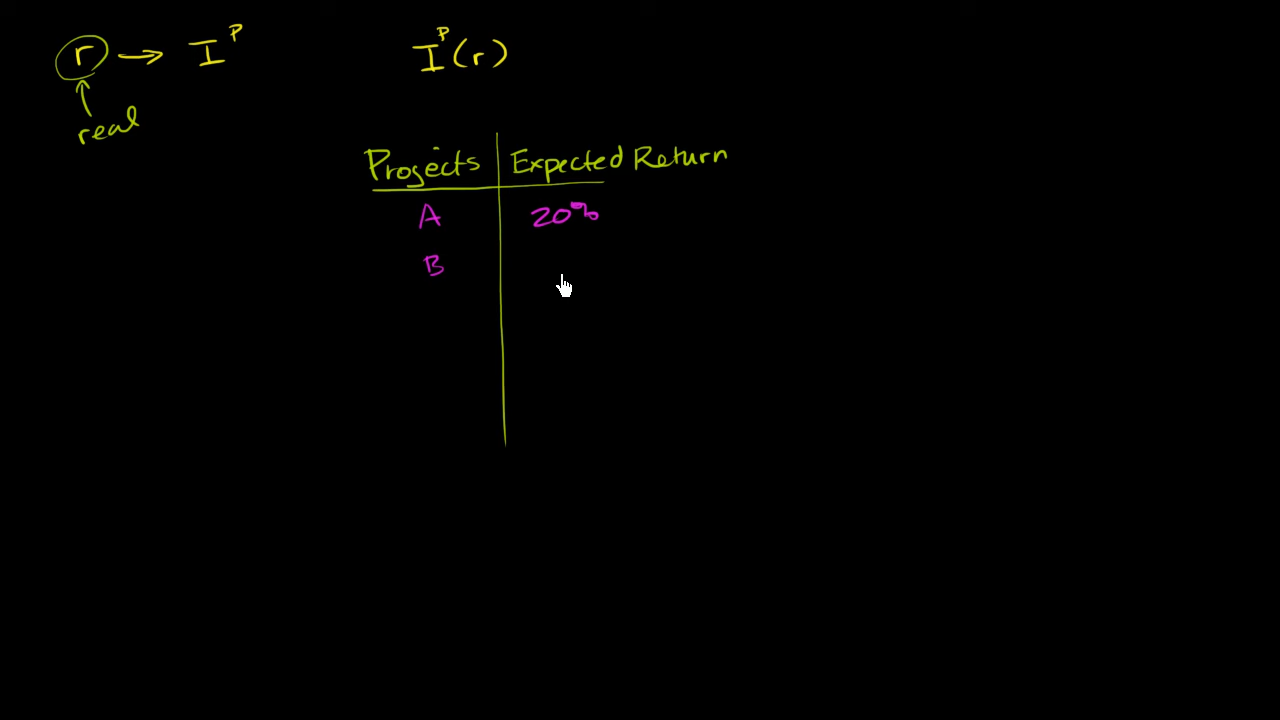 r → I^P
I^P(r)
real
Projects Expected Return
A 20%
B